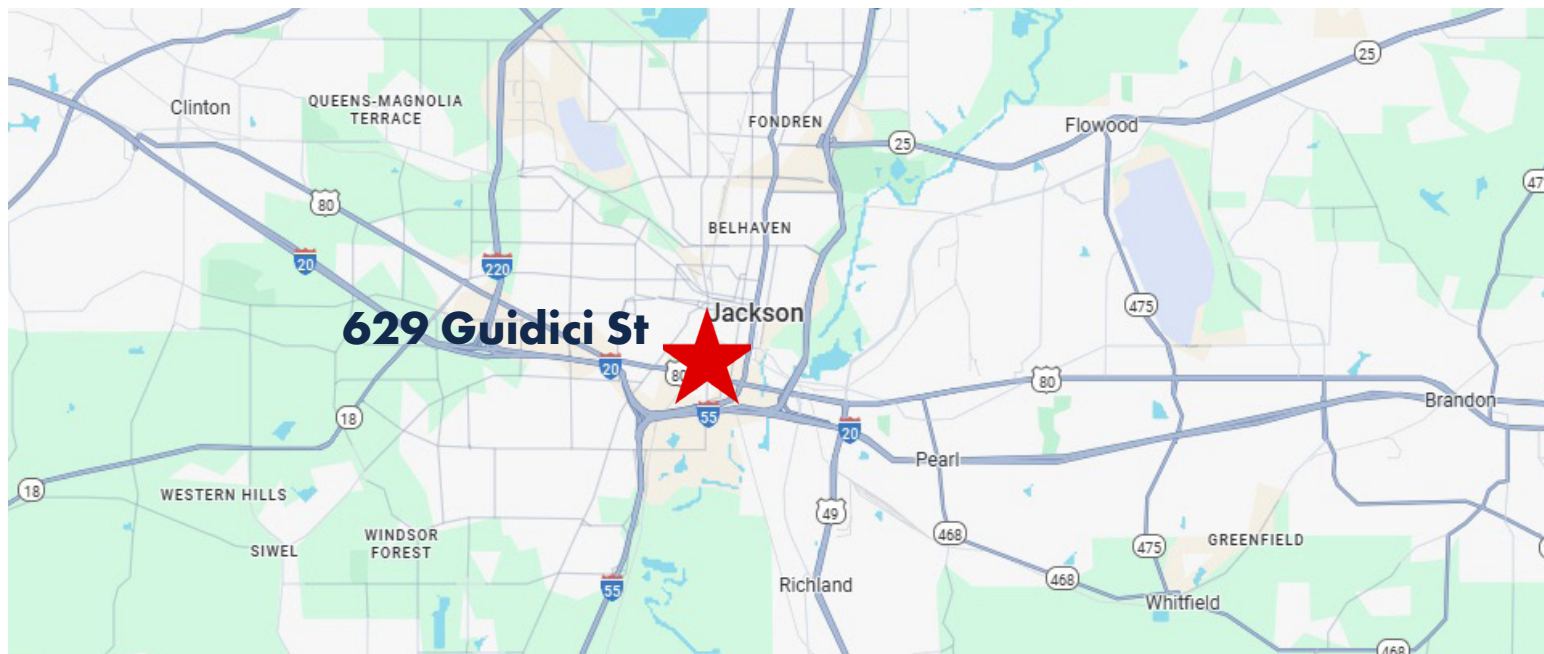 25
Clinton
QUEENS-MAGNOLIA
TERRACE
FONDREN
Flowood
25
80
47
BELHAVEN
20
220
475
Jackson
629 Guidici St
20
80
80
Brandon
18
55
20
Pearl
18
WESTERN HILLS
49
WINDSOR
FOREST
SIWEL
468
475
GREENFIELD
55
Richland
468
Whitfield
468